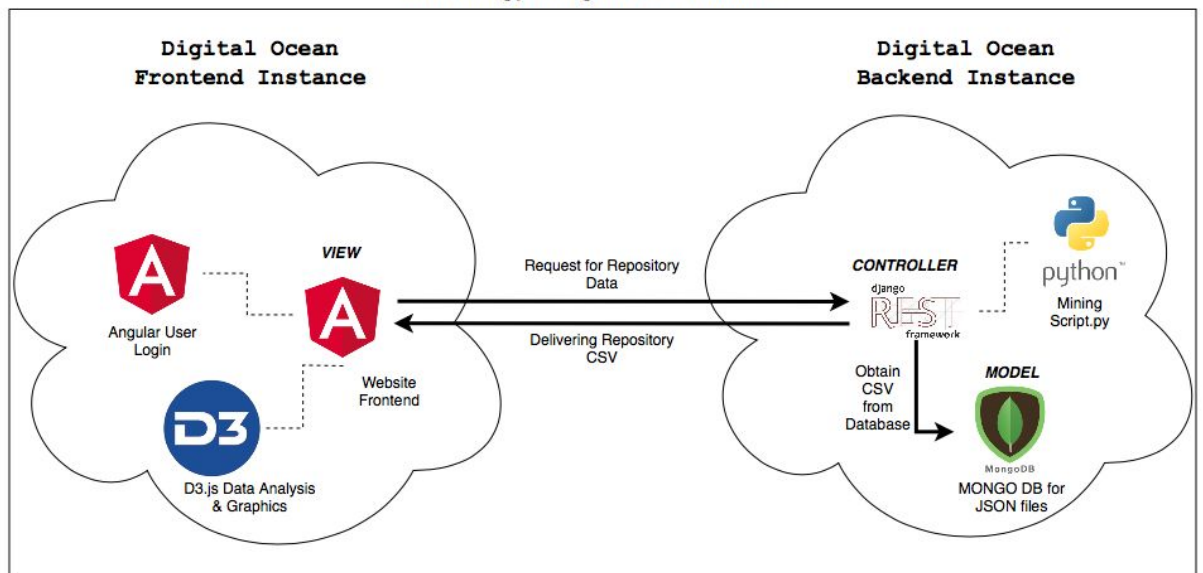 Digital Ocean
Frontend Instance
Digital Ocean
Backend Instance
VIEW
A
Angular User
Login
A
Website
Frontend
D3
D3.js Data Analysis
& Graphics
Request for Repository
Data
Delivering Repository
CSV
CONTROLLER
django
REST
framework
python™
Mining
Script.py
Obtain
CSV
from
Database
MODEL
MongoDB
MONGO DB for
JSON files